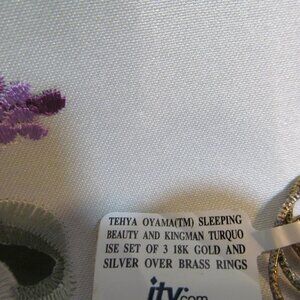 TEHYA OYAMA(TM) SLEEPING
BEAUTY AND KINGMAN TURQUO
ISE SET OF 3 18K GOLD AND
SILVER OVER BRASS RINGS
itv.com